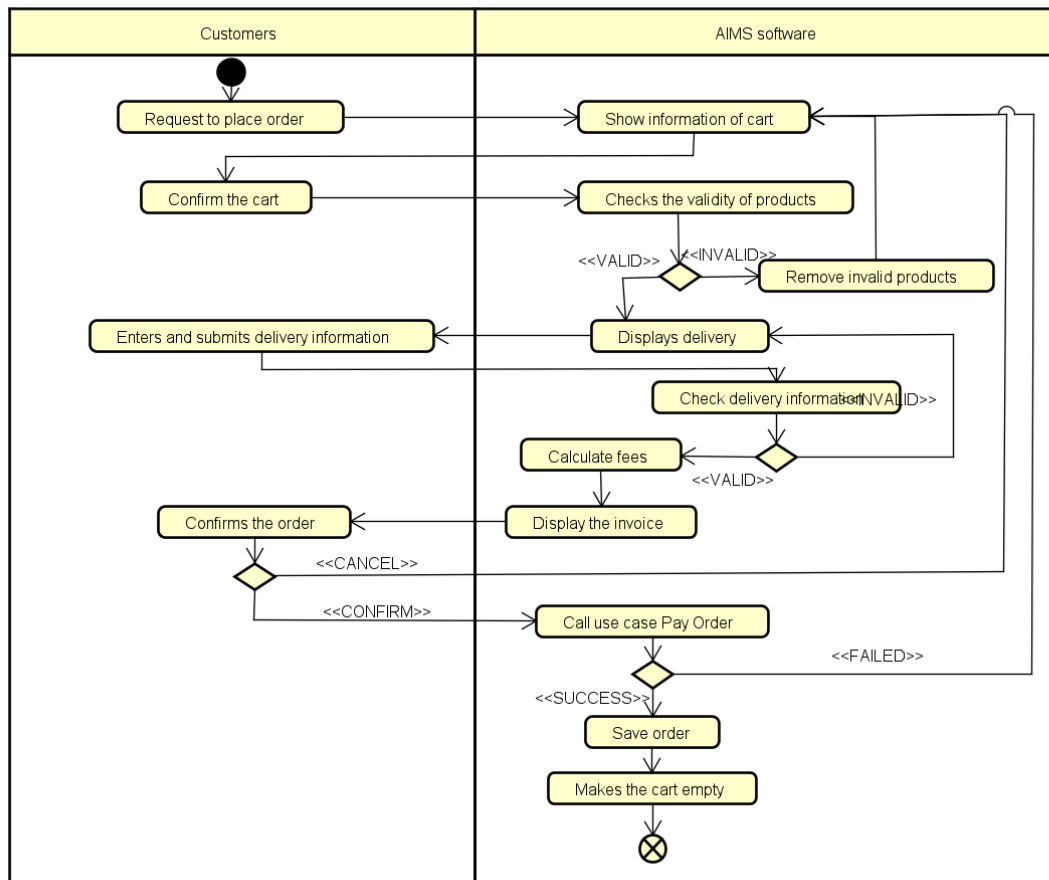 Customers
AIMS software
Request to place order
Show information of cart
Confirm the cart
Checks the validity of products
<<VALID>>
<<INVALID>>
Remove invalid products
Enters and submits delivery information
Displays delivery
Check delivery information
<<INVALID>>
Calculate fees
<<VALID>>
Confirms the order
Display the invoice
<<CANCEL>>
<<CONFIRM>>
Call use case Pay Order
<<FAILED>>
<<SUCCESS>>
Save order
Makes the cart empty